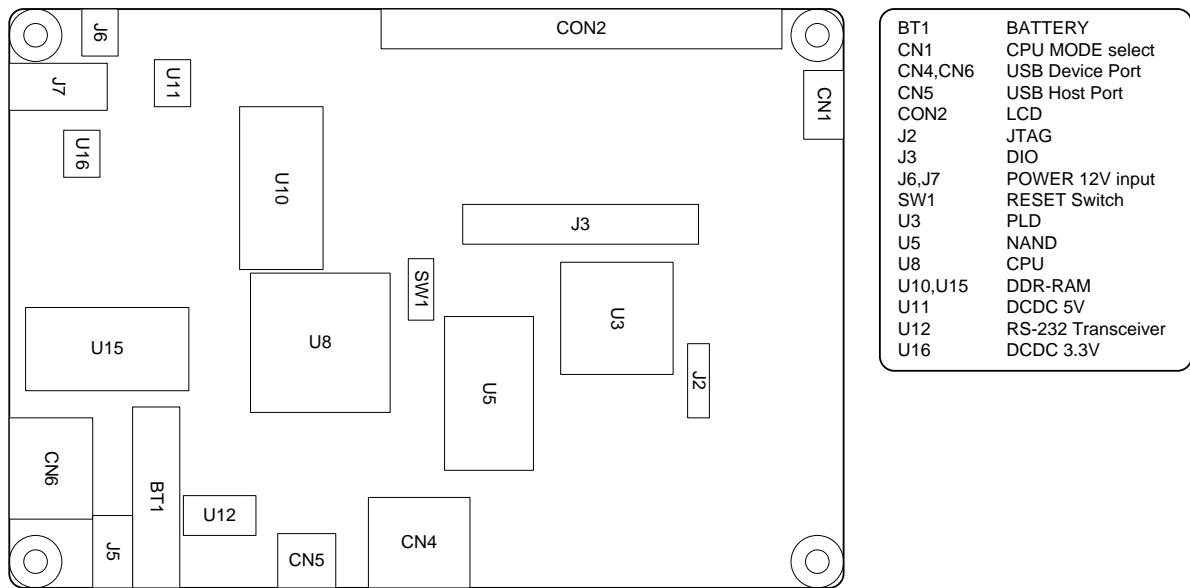 J6
CON2
J7
U11
CN1
U16
U10
J3
SW1
U3
U15
U8
J2
U5
CN6
BT1
U12
J5
CN5
CN4
BT1 BATTERY
CN1 CPU MODE select
CN4,CN6 USB Device Port
CN5 USB Host Port
CON2 LCD
J2 JTAG
J3 DIO
J6,J7 POWER 12V input
SW1 RESET Switch
U3 PLD
U5 NAND
U8 CPU
U10,U15 DDR-RAM
U11 DCDC 5V
U12 RS-232 Transceiver
U16 DCDC 3.3V